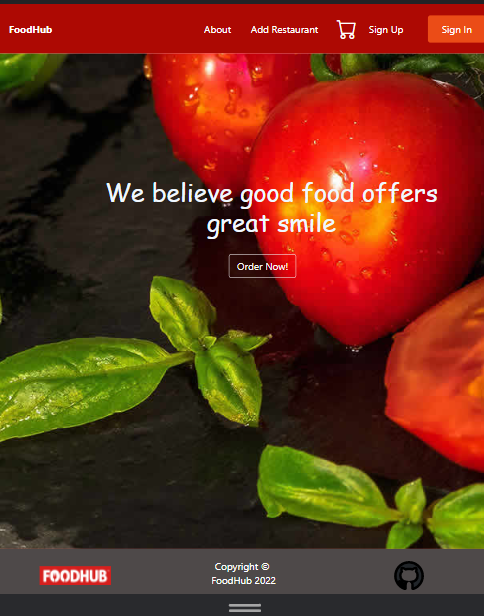 FoodHub About Add Restaurant Sign Up Sign In
We believe good food offers
great smile
Order Now!
FOODHUB
Copyright ©
FoodHub 2022